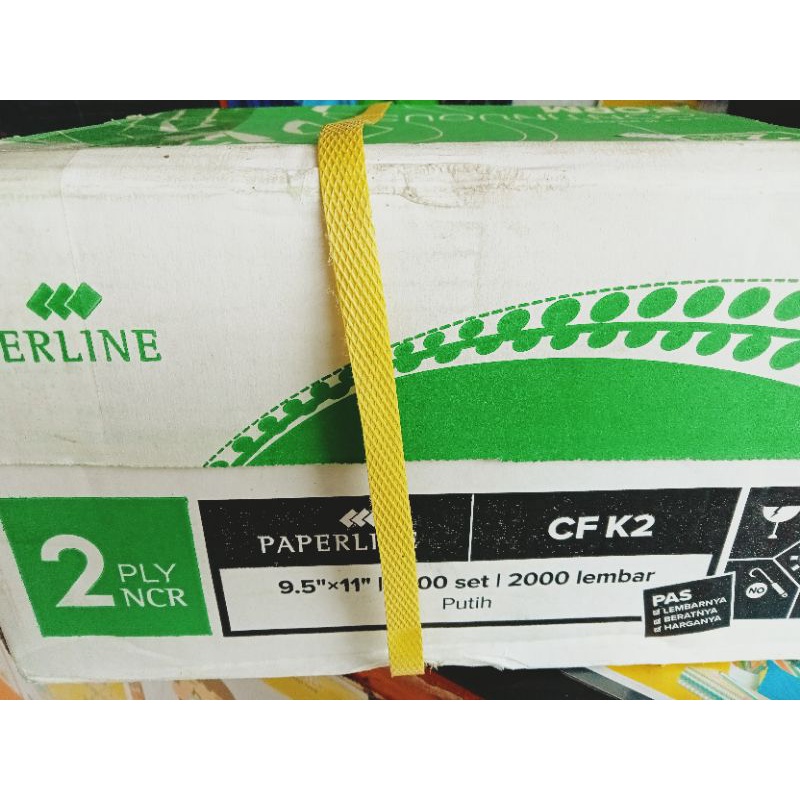 ERLINE
2 PLY
NCR
PAPERLINE
CF K2
9.5"×11" | 00 set | 2000 lembar
Putih
NO
PAS
LEMBARNYA
BERATNYA
HARGANYA